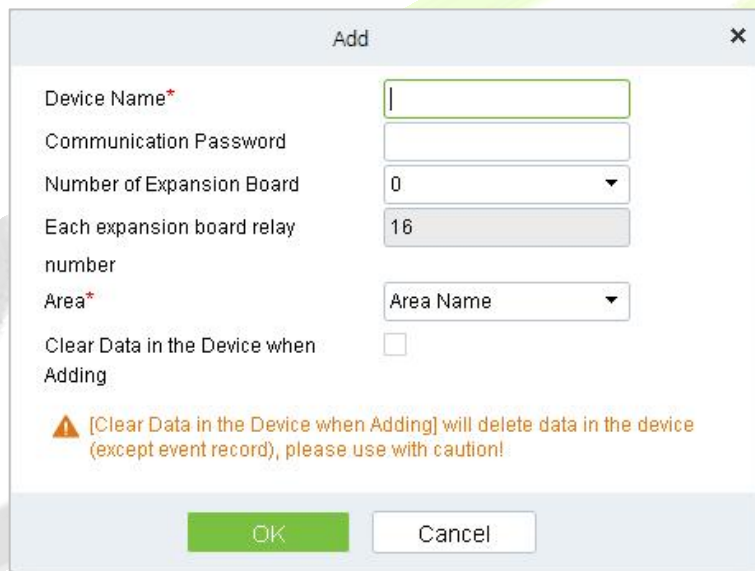 Add
Device Name*
Communication Password
Number of Expansion Board 0
Each expansion board relay 16
number
Area* Area Name
Clear Data in the Device when
Adding
[Clear Data in the Device when Adding] will delete data in the device
(except event record), please use with caution!
OK Cancel